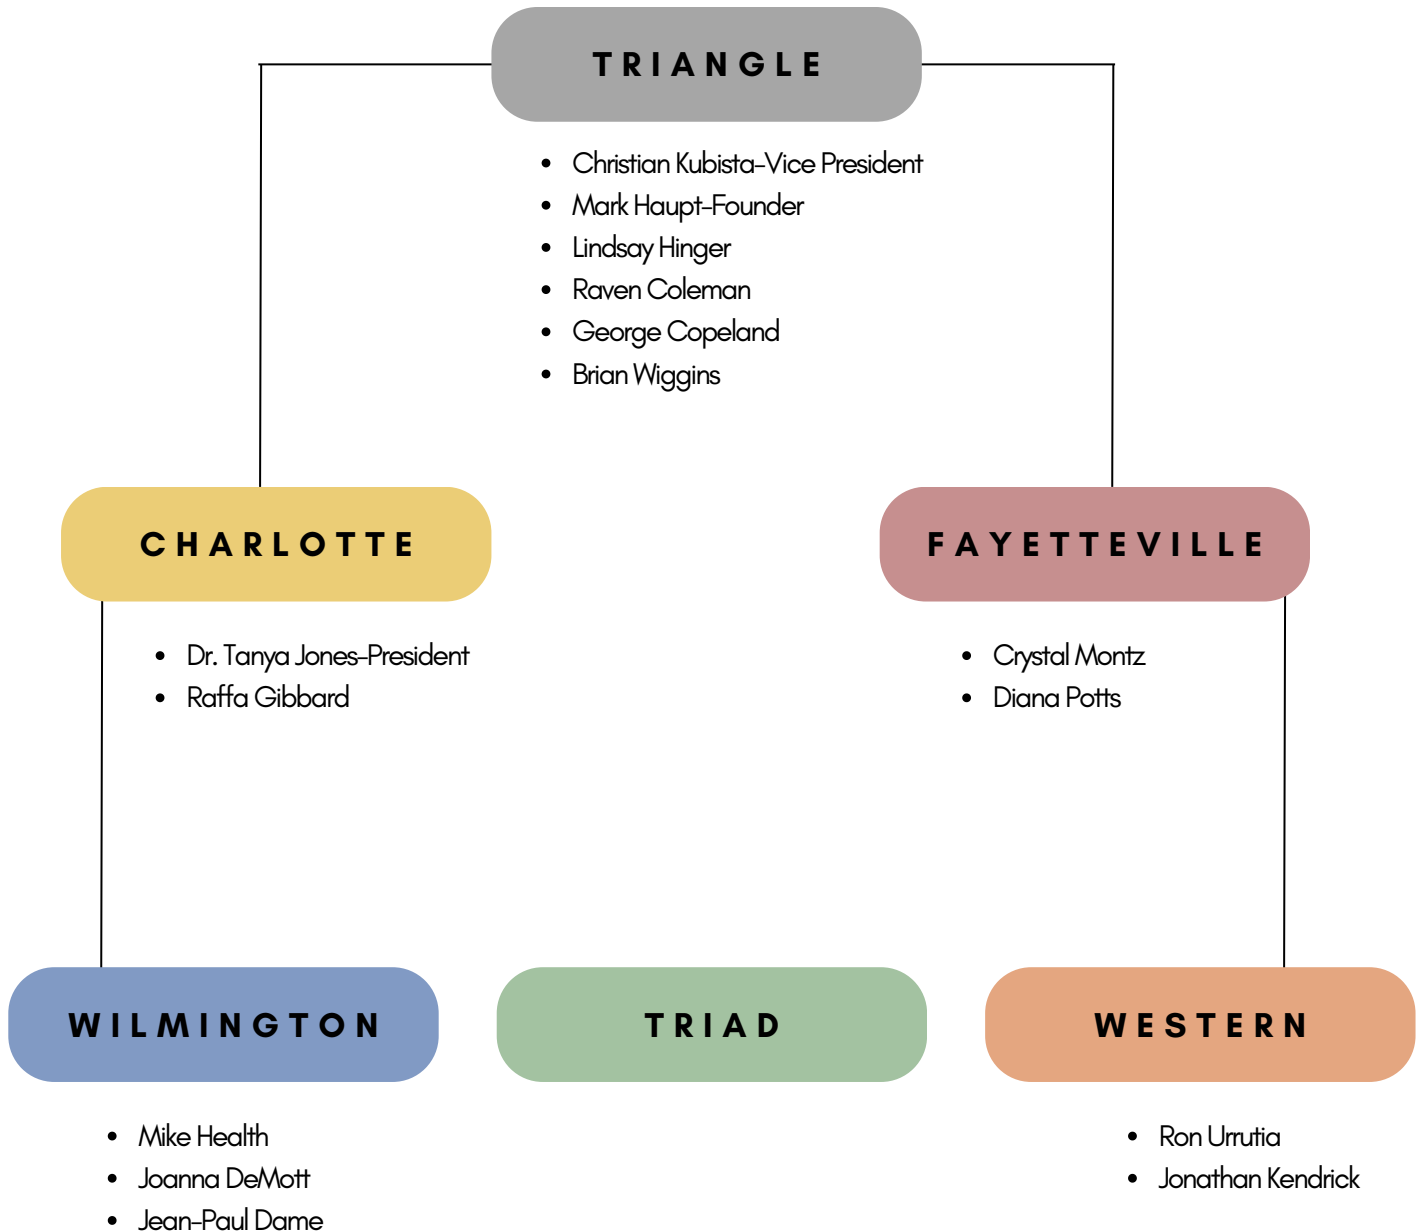 TRIANGLE
• Christian Kubista-Vice President
• Mark Haupt-Founder
• Lindsay Hinger
• Raven Coleman
• George Copeland
• Brian Wiggins
CHARLOTTE
• Dr. Tanya Jones-President
• Raffa Gibbard
FAYETTEVILLE
• Crystal Montz
• Diana Potts
WILMINGTON
• Mike Health
• Joanna DeMott
• Jean-Paul Dame
TRIAD
WESTERN
• Ron Urrutia
• Jonathan Kendrick